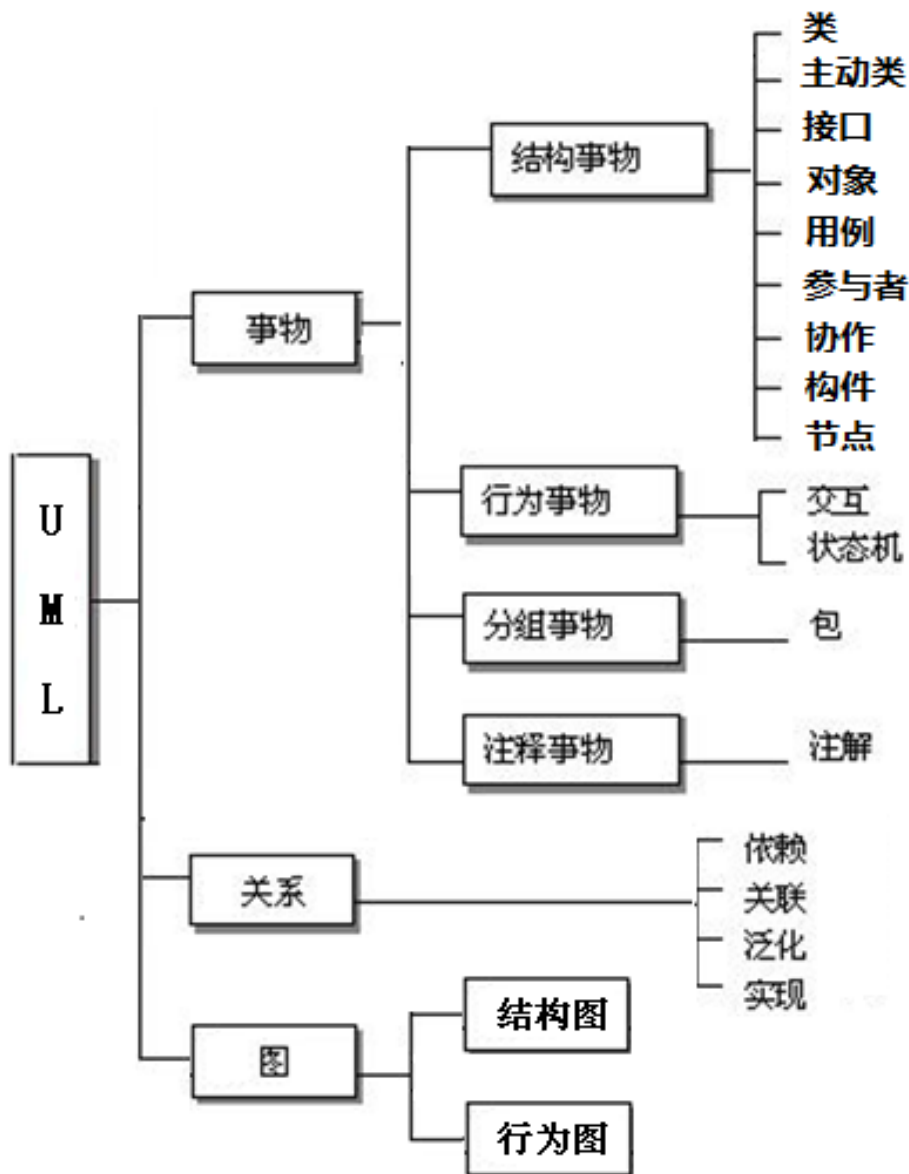 类
主动类
接口
结构事物
对象
用例
参与者
事物
协作
构件
节点
U
M
L
行为事物
交互
状态机
分组事物
包
注释事物
注解
依赖
关系
关联
泛化
实现
结构图
图
行为图